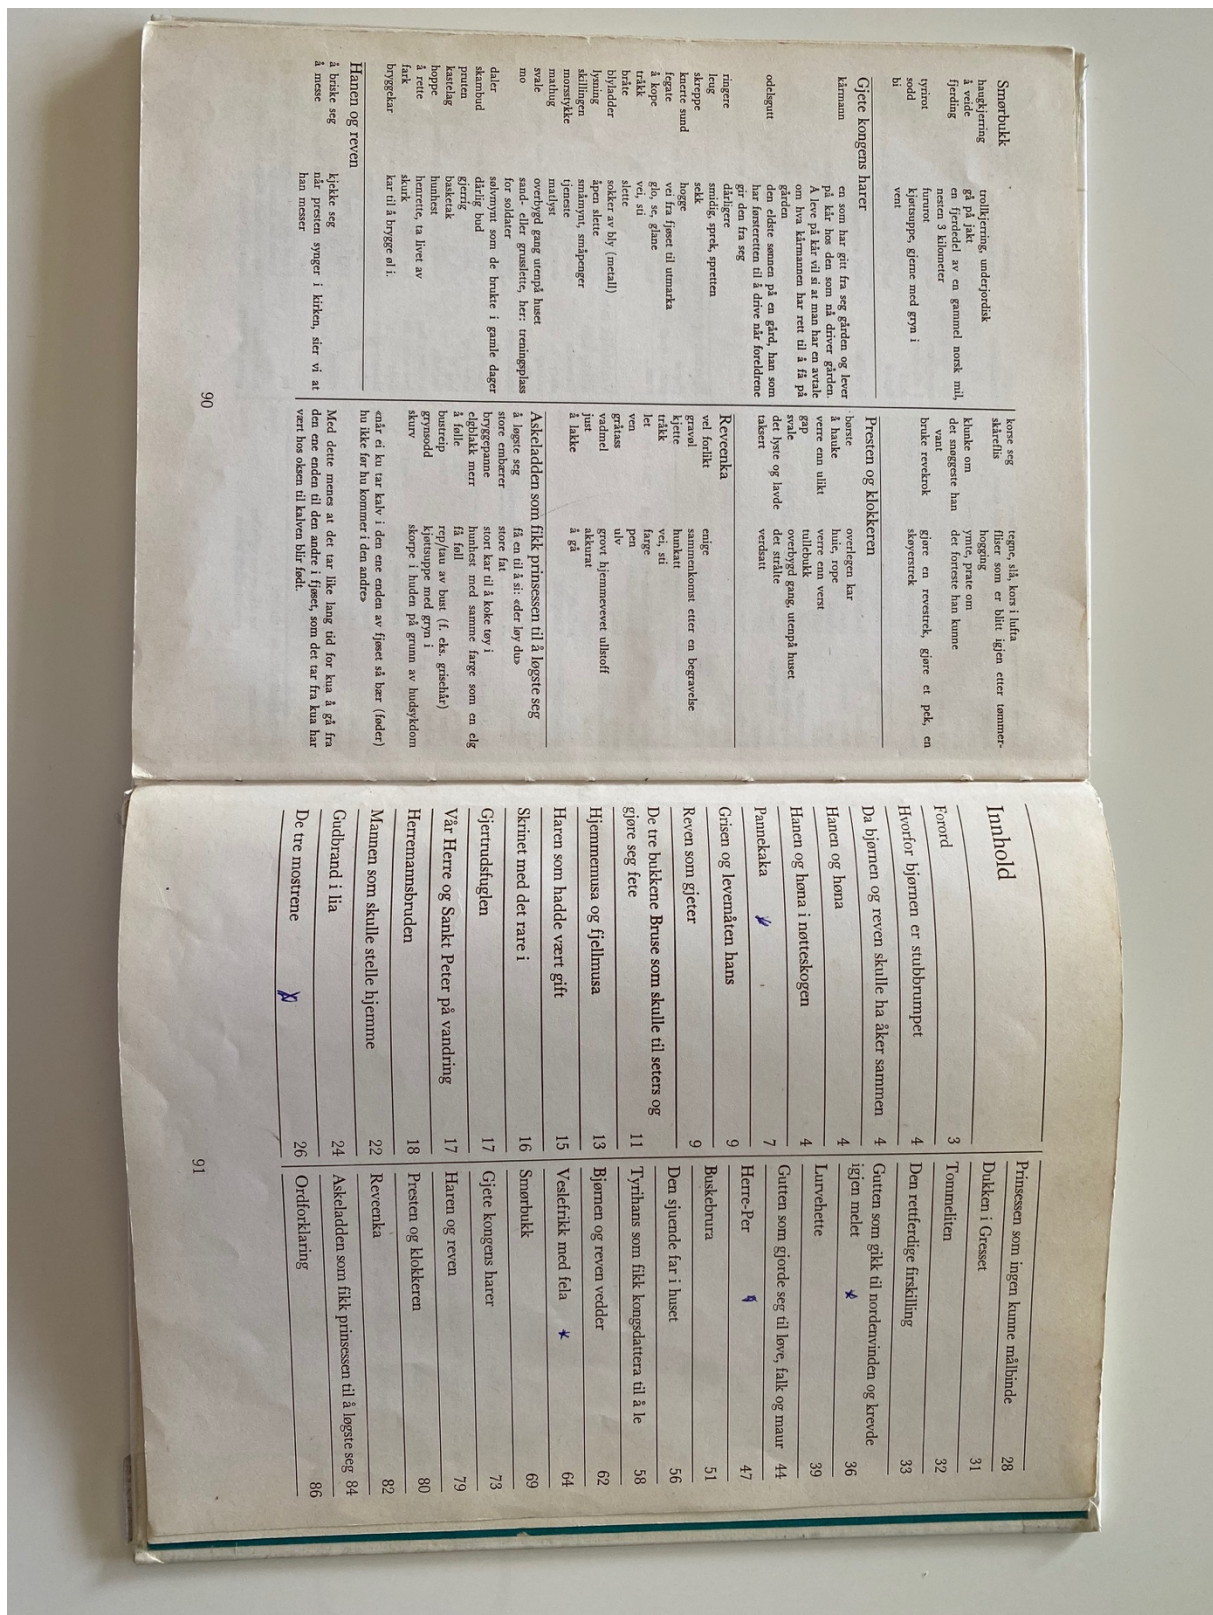 Smørbukk
haugkjerring trollkjerring, underjordisk
å veide gå på jakt
fjerding en fjerdedel av en gammel norsk mil,
nesten 3 kilometer
tyrirot fururot
sodd kjøttsuppe, gjerne med gryn i
bi vent
Gjete kongens harer
kårmann en som har gitt fra seg gården og lever
på kår hos den som nå driver gården.
Å leve på kår vil si at man har en avtale
om hva kårmannen har rett til å få på
gården
odelsgutt den eldste sønnen på en gård, han som
har førsteretten til å drive når foreldrene
gir den fra seg
ringere dårligere
leug smidig, sprek, spretten
skreppe sekk
knerte sund hogge
fegate vei fra fjøset til utmarka
å kope glo, se, glane
tråkk vei, sti
bråte slette
blyladder sokker av bly (metall)
lysning åpen slette
skillingen småmynt, småpenger
morsstykke tjeneste
mathug matlyst
svale overbygd gang utenpå huset
mo sand- eller grusslette, her: treningsplass
for soldater
daler sølvmynt som de brukte i gamle dager
skambud dårlig bud
pruten gjerrig
kastelag basketak
hoppe hunhest
å rette henrette, ta livet av
fark skurk
bryggekar kar til å brygge øl i.
Hanen og reven
å briske seg kjekke seg
å messe når presten synger i kirken, sier vi at
han messer
90
korse seg tegne, slå, kors i lufta
skåreflis fliser som er blitt igjen etter tømmer-
hogging
klunke om ymte, prate om
det snøggeste han det forteste han kunne
vant
bruke revekrok gjøre en revestrek, gjøre et pek, en
skøyerstrek
Presten og klokkeren
børste overlegen kar
å hauke huie, rope
verre enn ulikt verre enn verst
gap tullebukk
svale overbygd gang, utenpå huset
det lyste og lavde det strålte
taksert verdsatt
Reveenka
vel forlikt enige
gravøl sammenkomst etter en begravelse
kjette hunkatt
tråkk vei, sti
let farge
ven pen
gråtass ulv
vadmel grovt hjemmevevet ullstoff
just akkurat
å lakke å gå
Askeladden som fikk prinsessen til å løgste seg
å løgste seg få en til å si: «der løy du»
store embærer store fat
bryggepanne stort kar til å koke tøy i
elgblakk merr hunhest med samme farge som en elg
å følle få føll
bustreip rep/tau av bust (f. eks. grisehår)
grynsodd kjøttsuppe med gryn i
skurv skorpe i huden på grunn av hudsykdom
«når ei ku tar kalv i den ene enden av fjøset så bær (føder)
hu ikke før hu kommer i den andre»
Med dette menes at det tar like lang tid for kua å gå fra
den ene enden til den andre i fjøset, som det tar fra kua har
vært hos oksen til kalven blir født.
Innhold
Forord 3
Hvorfor bjørnen er stubbrumpet 4
Da bjørnen og reven skulle ha åker sammen 4
Hanen og høna 4
Hanen og høna i nøtteskogen 4
Pannekaka 7
Grisen og levemåten hans 9
Reven som gjeter 9
De tre bukkene Bruse som skulle til seters og
gjøre seg fete 11
Hjemmemusa og fjellmusa 13
Haren som hadde vært gift 15
Skrinet med det rare i 16
Gjertrudsfuglen 17
Vår Herre og Sankt Peter på vandring 17
Herremannsbruden 18
Mannen som skulle stelle hjemme 22
Gudbrand i lia 24
De tre mostrene 26
Prinsessen som ingen kunne målbinde 28
Dukken i Gresset 31
Tommeliten 32
Den rettferdige firskilling 33
Gutten som gikk til nordenvinden og krevde
igjen melet 36
Lurvehette 39
Gutten som gjorde seg til løve, falk og maur 44
Herre-Per 47
Buskebrura 51
Den sjuende far i huset 56
Tyrihans som fikk kongsdattera til å le 58
Bjørnen og reven vedder 62
Veslefrikk med fela 64
Smørbukk 69
Gjete kongens harer 73
Haren og reven 79
Presten og klokkeren 80
Reveenka 82
Askeladden som fikk prinsessen til å løgste seg 84
Ordforklaring 86
91